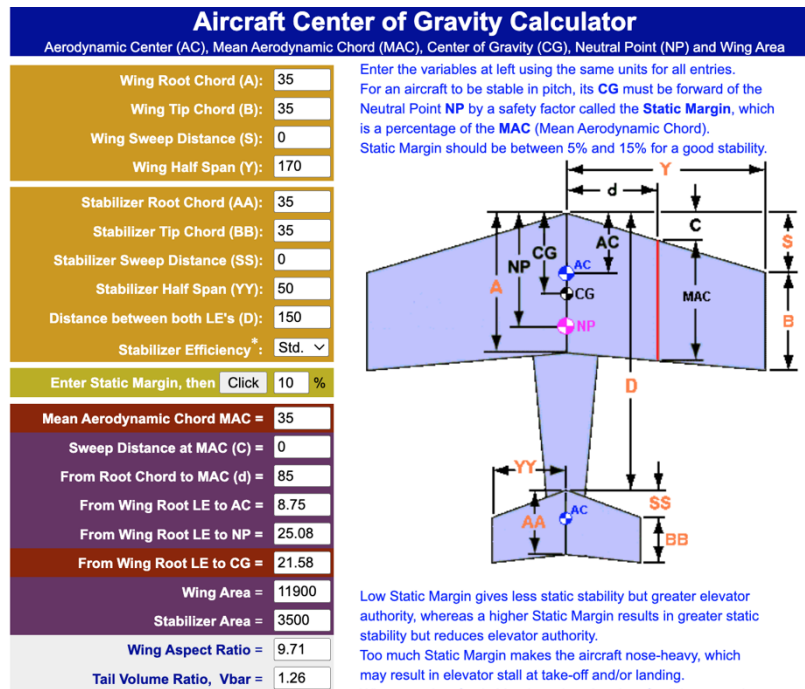 Aircraft Center of Gravity Calculator
Aerodynamic Center (AC), Mean Aerodynamic Chord (MAC), Center of Gravity (CG), Neutral Point (NP) and Wing Area
Wing Root Chord (A): 35
Wing Tip Chord (B): 35
Wing Sweep Distance (S): 0
Wing Half Span (Y): 170
Stabilizer Root Chord (AA): 35
Stabilizer Tip Chord (BB): 35
Stabilizer Sweep Distance (SS): 0
Stabilizer Half Span (YY): 50
Distance between both LE's (D): 150
Stabilizer Efficiency*: Std.
Enter Static Margin, then Click 10 %
Mean Aerodynamic Chord MAC = 35
Sweep Distance at MAC (C) = 0
From Root Chord to MAC (d) = 85
From Wing Root LE to AC = 8.75
From Wing Root LE to NP = 25.08
From Wing Root LE to CG = 21.58
Wing Area = 11900
Stabilizer Area = 3500
Wing Aspect Ratio = 9.71
Tail Volume Ratio, Vbar = 1.26
Enter the variables at left using the same units for all entries.
For an aircraft to be stable in pitch, its CG must be forward of the
Neutral Point NP by a safety factor called the Static Margin, which
is a percentage of the MAC (Mean Aerodynamic Chord).
Static Margin should be between 5% and 15% for a good stability.
Y
d
C
S
AC
CG
NP
A
AC
CG
NP
MAC
B
D
YY
SS
AC
AA
BB
Low Static Margin gives less static stability but greater elevator
authority, whereas a higher Static Margin results in greater static
stability but reduces elevator authority.
Too much Static Margin makes the aircraft nose-heavy, which
may result in elevator stall at take-off and/or landing.